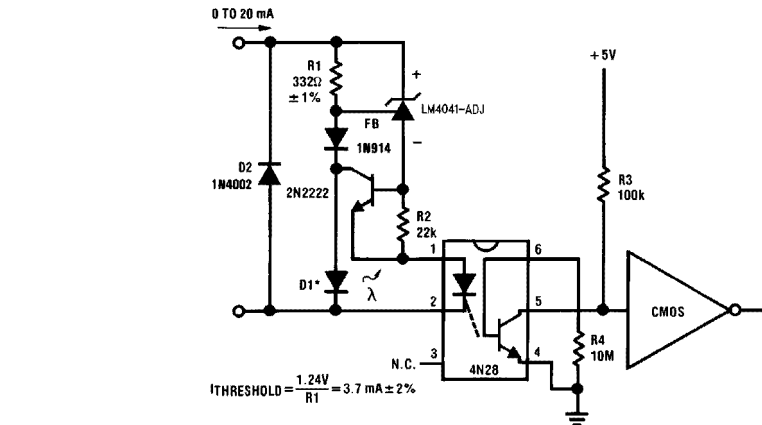 0 TO 20 mA
+5V
R1
332Ω
±1%
+
LM4041-ADJ
FB
1N914
−
D2
1N4002
2N2222
R3
100k
R2
22k
1
6
D1*
λ
2
5
CMOS
R4
10M
3
N.C.
4
4N28
ITHRESHOLD = 1.24V / R1 = 3.7 mA ± 2%